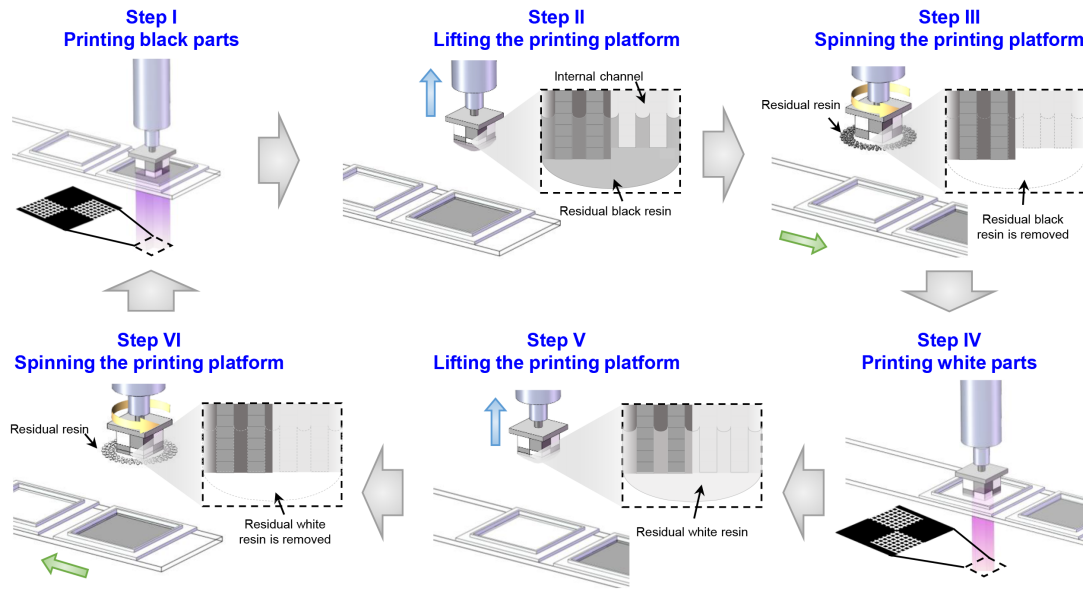 Step I
Printing black parts
Step II
Lifting the printing platform
Internal channel
Residual black resin
Step III
Spinning the printing platform
Residual resin
Residual black
resin is removed
Step VI
Spinning the printing platform
Residual resin
Residual white
resin is removed
Step V
Lifting the printing platform
Residual white resin
Step IV
Printing white parts